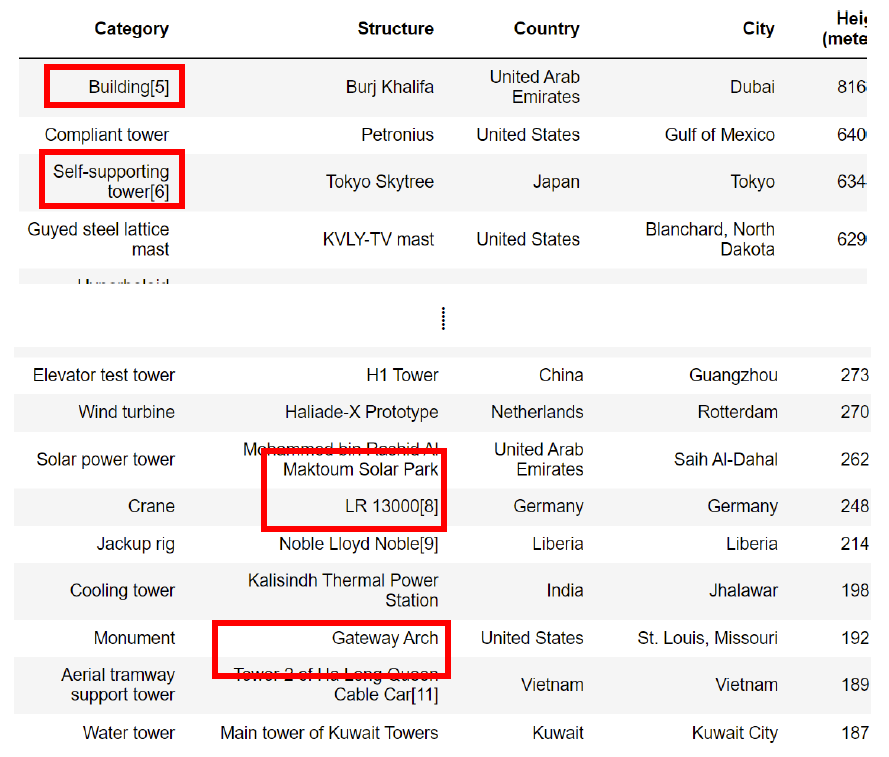 Category Structure Country City Heig
(mete
Building[5] Burj Khalifa United Arab
Emirates Dubai 816
Compliant tower Petronius United States Gulf of Mexico 640
Self-supporting
tower[6] Tokyo Skytree Japan Tokyo 634
Guyed steel lattice
mast KVLY-TV mast United States Blanchard, North
Dakota 629
Elevator test tower H1 Tower China Guangzhou 273
Wind turbine Haliade-X Prototype Netherlands Rotterdam 270
Solar power tower Mohammed bin Rashid Al
Maktoum Solar Park United Arab
Emirates Saih Al-Dahal 262
Crane LR 13000[8] Germany Germany 248
Jackup rig Noble Lloyd Noble[9] Liberia Liberia 214
Cooling tower Kalisindh Thermal Power
Station India Jhalawar 198
Monument Gateway Arch United States St. Louis, Missouri 192
Aerial tramway
support tower Tower 2 of Ha Long Queen
Cable Car[11] Vietnam Vietnam 189
Water tower Main tower of Kuwait Towers Kuwait Kuwait City 187